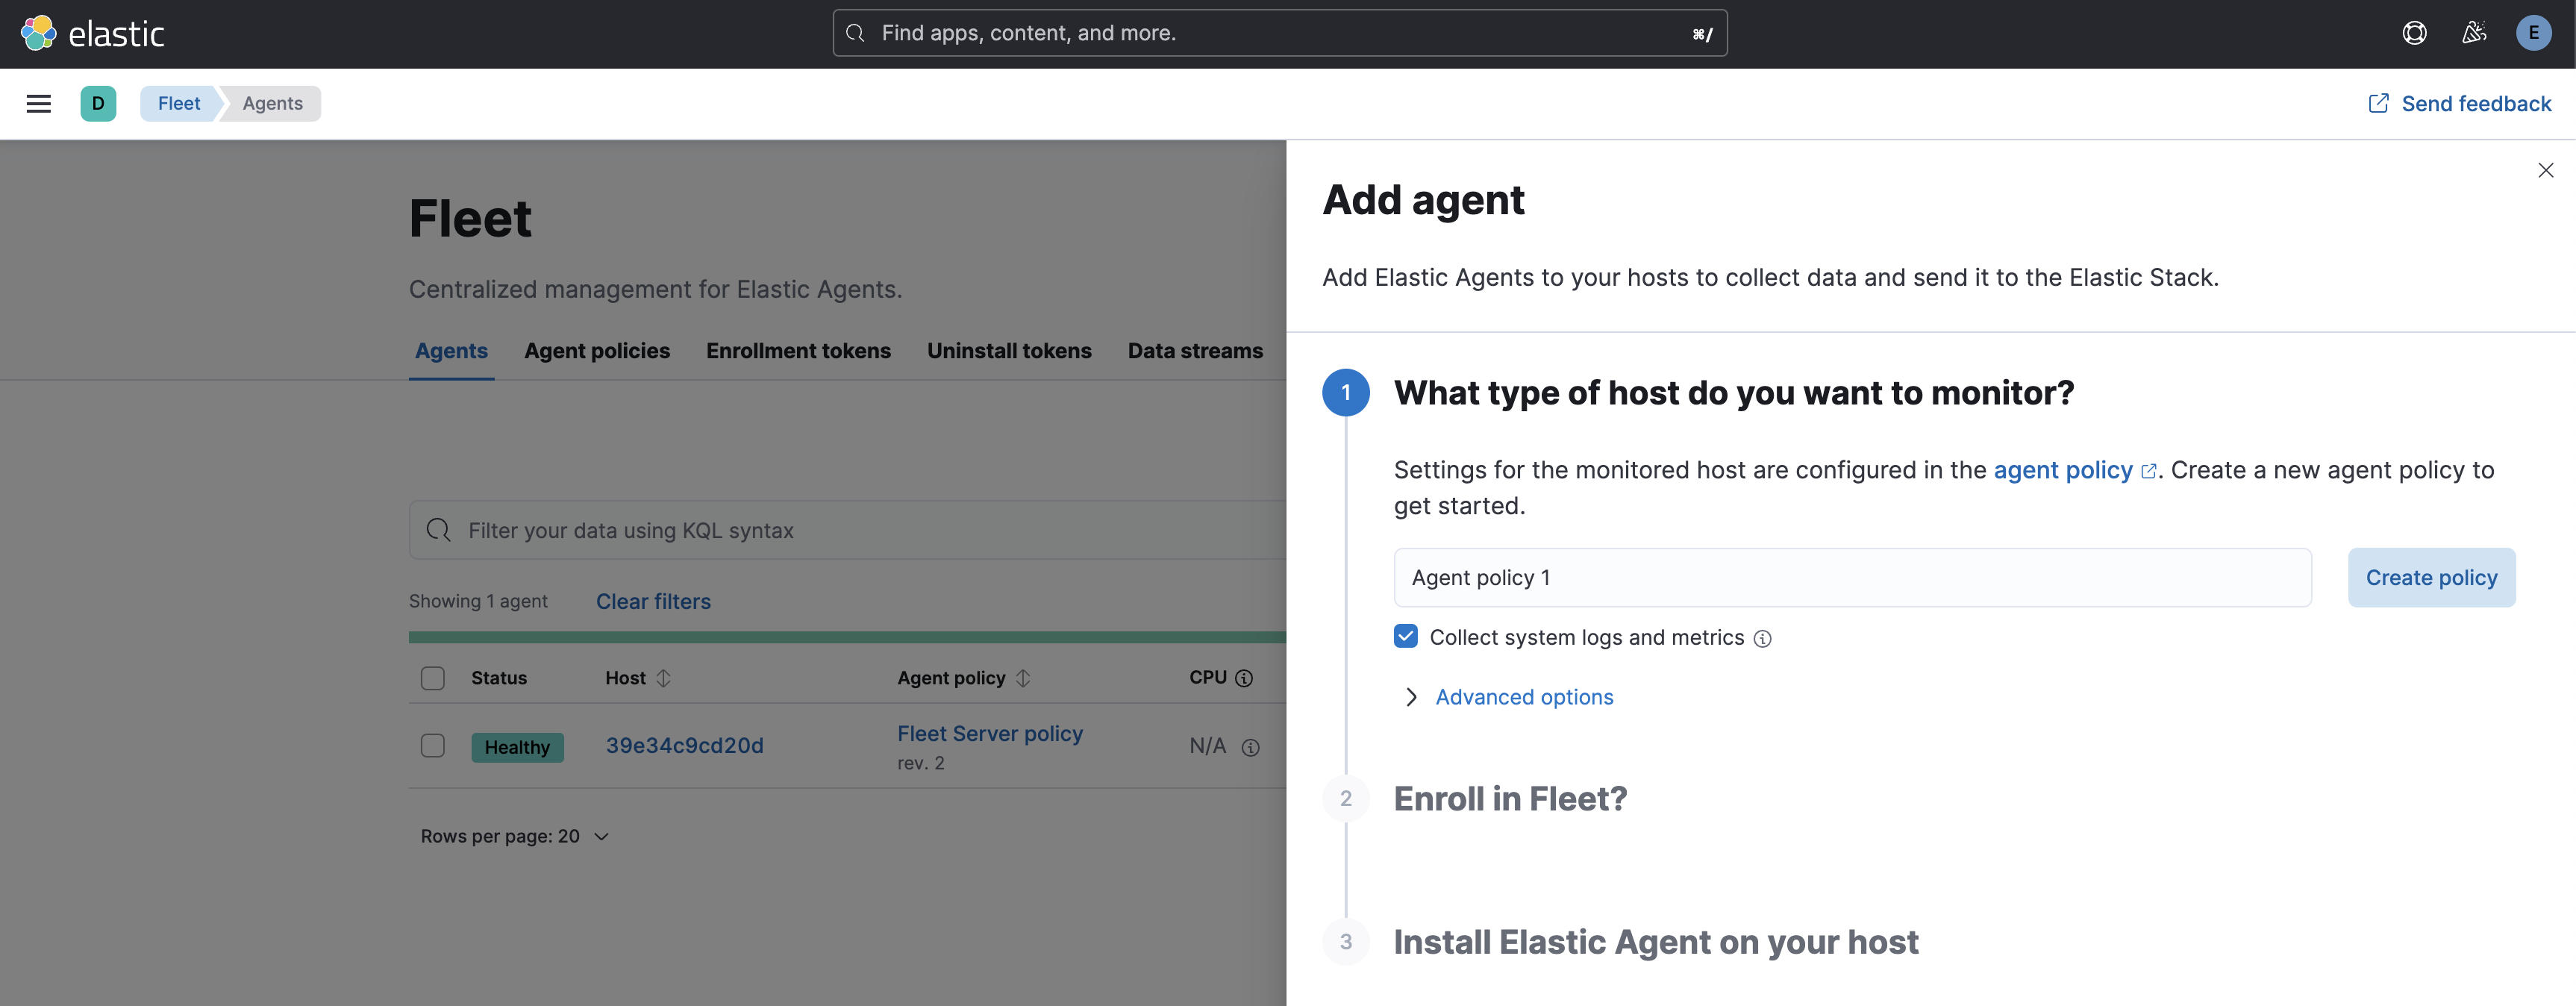 elastic
Find apps, content, and more.
⌘/
E
D
Fleet
Agents
Send feedback
Fleet
Centralized management for Elastic Agents.
Agents
Agent policies
Enrollment tokens
Uninstall tokens
Data streams
Filter your data using KQL syntax
Showing 1 agent
Clear filters
Status
Host
Agent policy
CPU
Healthy
39e34c9cd20d
Fleet Server policy
rev. 2
N/A
Rows per page: 20
Add agent
Add Elastic Agents to your hosts to collect data and send it to the Elastic Stack.
1
What type of host do you want to monitor?
Settings for the monitored host are configured in the agent policy. Create a new agent policy to
get started.
Agent policy 1
Create policy
Collect system logs and metrics
Advanced options
2
Enroll in Fleet?
3
Install Elastic Agent on your host